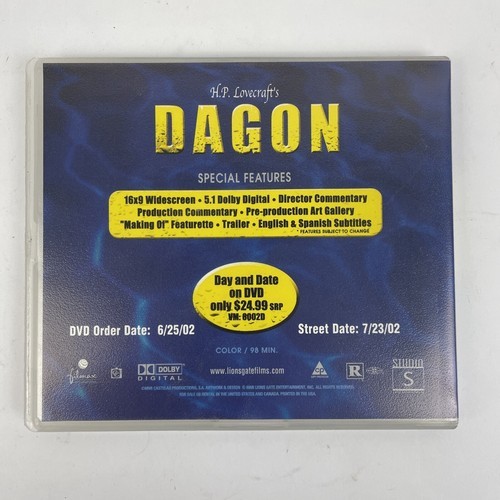 H.P. Lovecraft's
DAGON
SPECIAL FEATURES
16x9 Widescreen • 5.1 Dolby Digital • Director Commentary
Production Commentary • Pre-production Art Gallery
"Making Of" Featurette • Trailer • English & Spanish Subtitles
* FEATURES SUBJECT TO CHANGE
Day and Date
on DVD
only $24.99 SRP
VM: 8082D
DVD Order Date: 6/25/02
Street Date: 7/23/02
COLOR / 98 MIN.
filmax
DOLBY
DIGITAL
www.lionsgatefilms.com
R
STUDIO
S